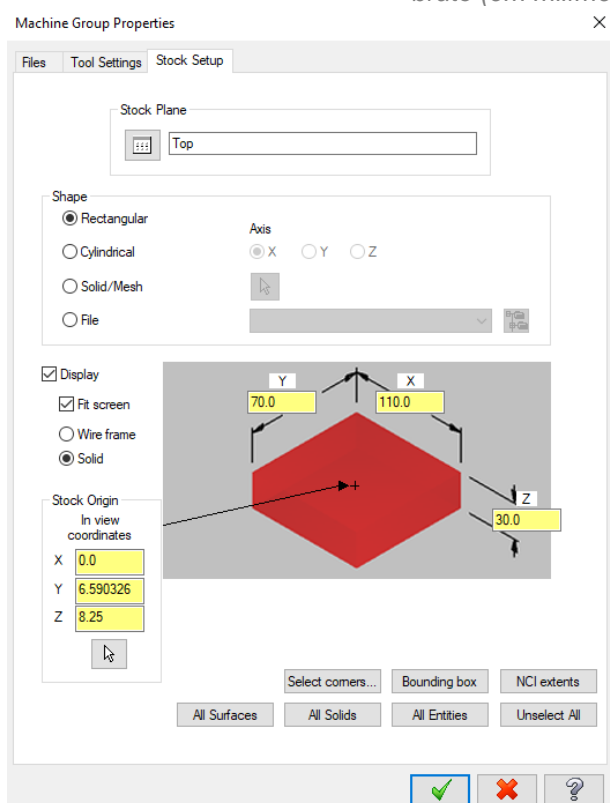 Machine Group Properties
Files Tool Settings Stock Setup
Stock Plane
Top
Shape
Rectangular
Axis
Cylindrical
X Y Z
Solid/Mesh
File
Display
Fit screen
Wire frame
Solid
Y
70.0
X
110.0
Z
30.0
Stock Origin
In view
coordinates
X 0.0
Y 6.590326
Z 8.25
Select corners... Bounding box NCI extents
All Surfaces All Solids All Entities Unselect All